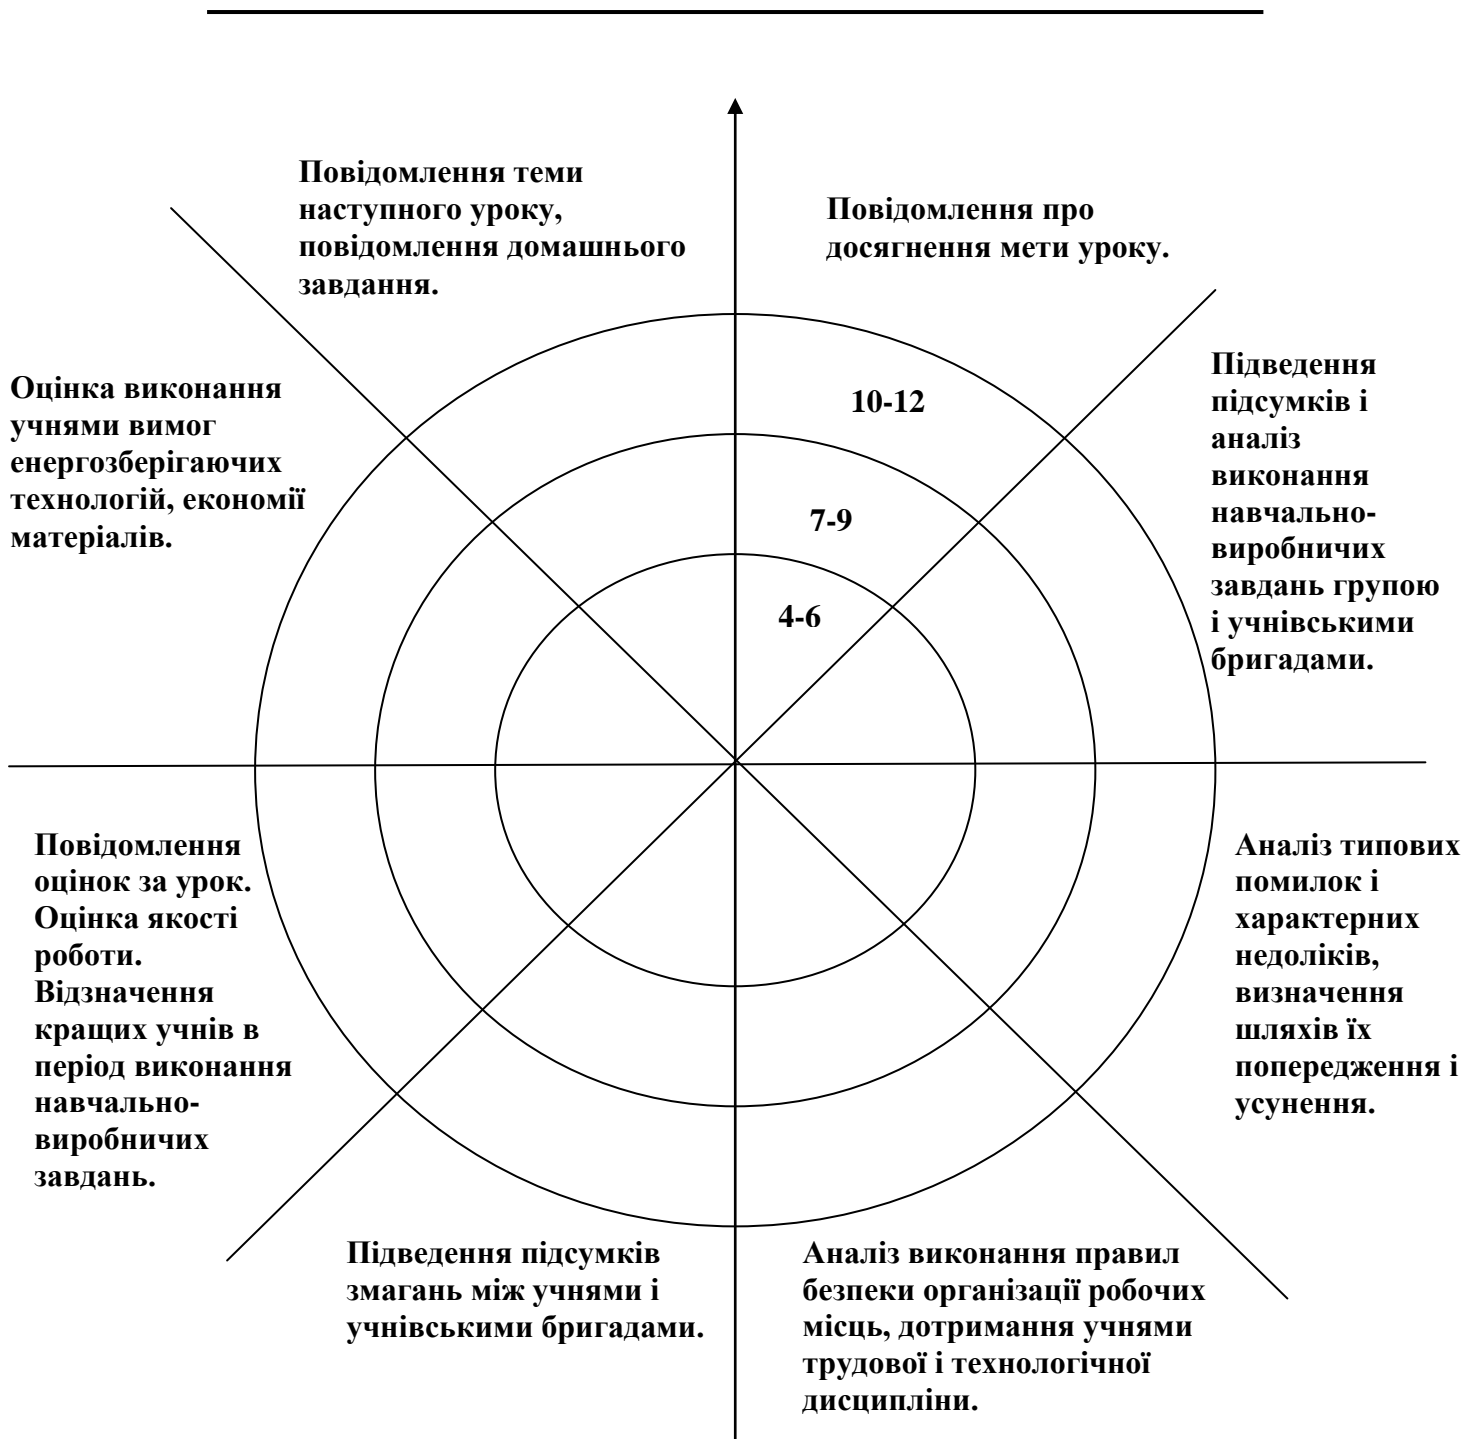 Повідомлення теми
наступного уроку,
повідомлення домашнього
завдання.
Повідомлення про
досягнення мети уроку.
Оцінка виконання
учнями вимог
енергозберігаючих
технологій, економії
матеріалів.
10-12
7-9
4-6
Підведення
підсумків і
аналіз
виконання
навчально-
виробничих
завдань групою
і учнівськими
бригадами.
Повідомлення
оцінок за урок.
Оцінка якості
роботи.
Відзначення
кращих учнів в
період виконання
навчально-
виробничих
завдань.
Аналіз типових
помилок і
характерних
недоліків,
визначення
шляхів їх
попередження і
усунення.
Підведення підсумків
змагань між учнями і
учнівськими бригадами.
Аналіз виконання правил
безпеки організації робочих
місць, дотримання учнями
трудової і технологічної
дисципліни.